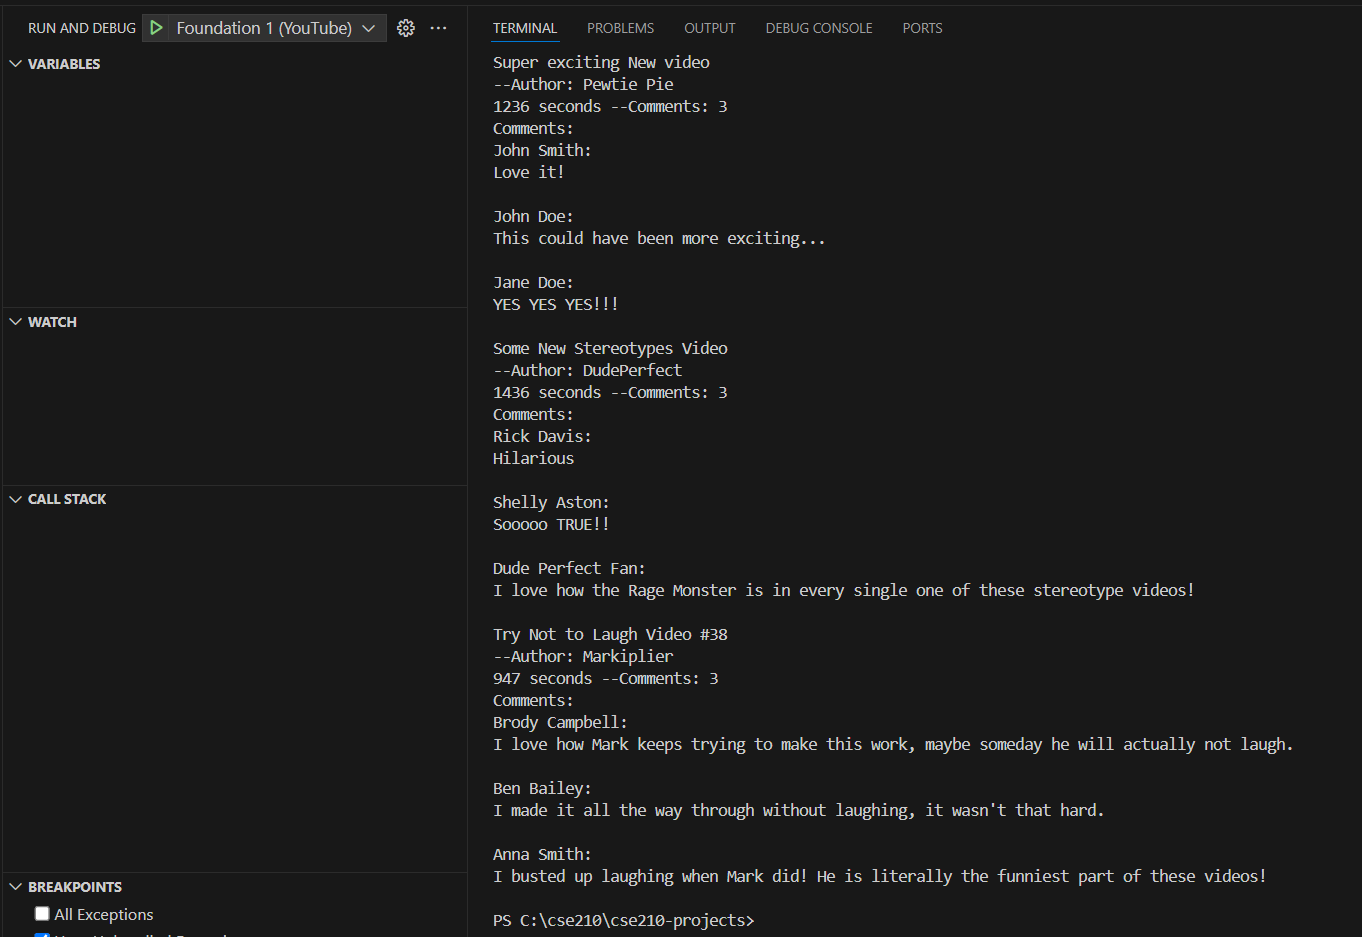 RUN AND DEBUG Foundation 1 (YouTube)
VARIABLES
WATCH
CALL STACK
BREAKPOINTS
All Exceptions
TERMINAL PROBLEMS OUTPUT DEBUG CONSOLE PORTS
Super exciting New video
--Author: Pewtie Pie
1236 seconds --Comments: 3
Comments:
John Smith:
Love it!
John Doe:
This could have been more exciting...
Jane Doe:
YES YES YES!!!
Some New Stereotypes Video
--Author: DudePerfect
1436 seconds --Comments: 3
Comments:
Rick Davis:
Hilarious
Shelly Aston:
Sooooo TRUE!!
Dude Perfect Fan:
I love how the Rage Monster is in every single one of these stereotype videos!
Try Not to Laugh Video #38
--Author: Markiplier
947 seconds --Comments: 3
Comments:
Brody Campbell:
I love how Mark keeps trying to make this work, maybe someday he will actually not laugh.
Ben Bailey:
I made it all the way through without laughing, it wasn't that hard.
Anna Smith:
I busted up laughing when Mark did! He is literally the funniest part of these videos!
PS C:\cse210\cse210-projects>